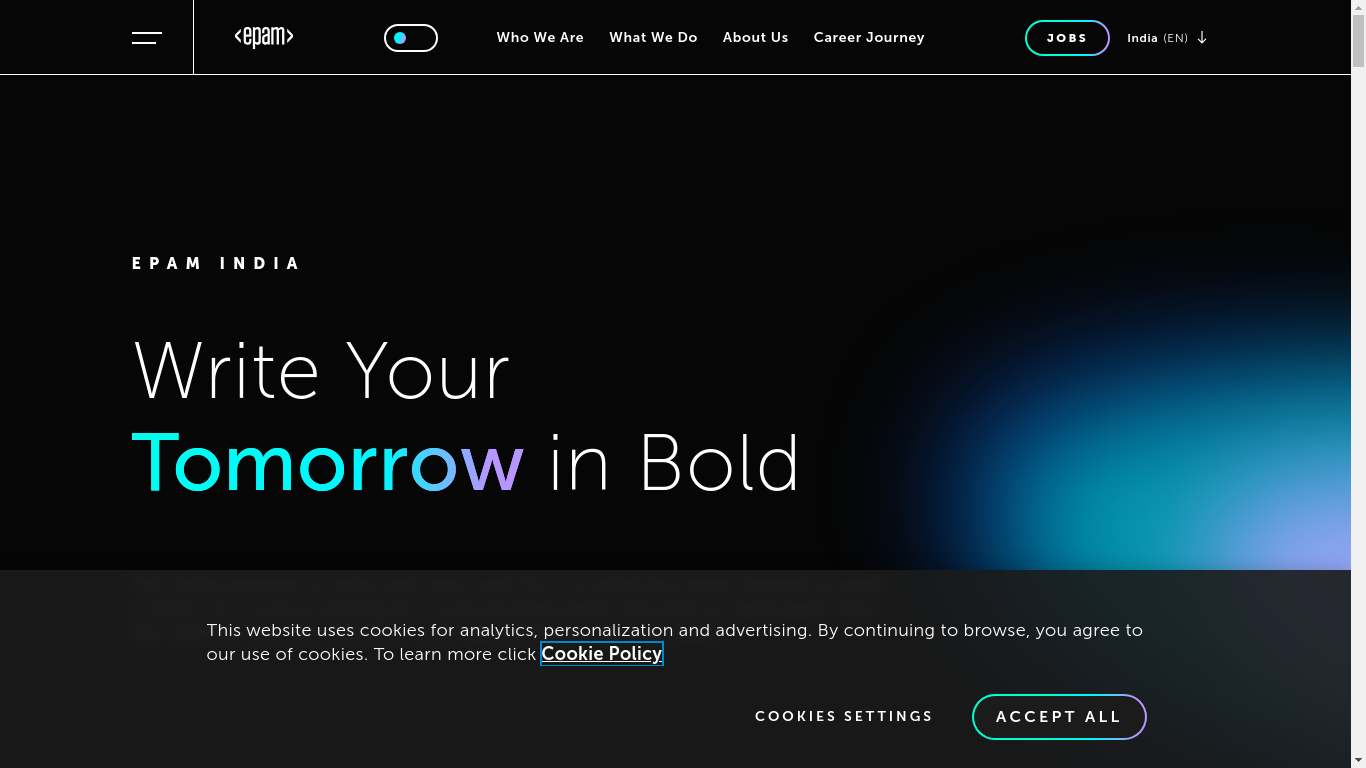 <epam>
Who We Are
What We Do
About Us
Career Journey
JOBS
India (EN)
EPAM INDIA
Write Your
Tomorrow in Bold
This website uses cookies for analytics, personalization and advertising. By continuing to browse, you agree to
our use of cookies. To learn more click Cookie Policy
COOKIES SETTINGS
ACCEPT ALL